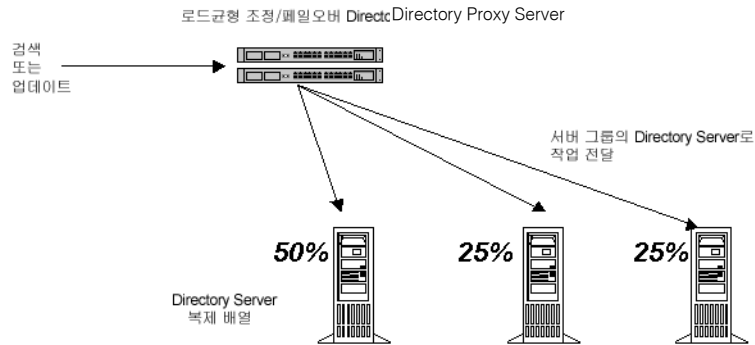 로드균형 조정/페일오버 Directory Proxy Server
검색
또는
업데이트
서버 그룹의 Directory Server로
작업 전달
50%
25%
25%
Directory Server
복제 배열